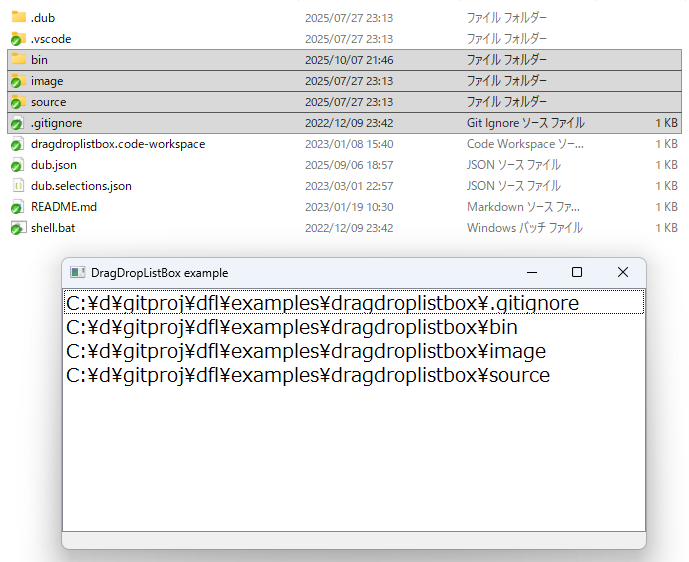 .dub 2025/07/27 23:13 ファイル フォルダー
.vscode 2025/07/27 23:13 ファイル フォルダー
bin 2025/10/07 21:46 ファイル フォルダー
image 2025/07/27 23:13 ファイル フォルダー
source 2025/07/27 23:13 ファイル フォルダー
.gitignore 2022/12/09 23:42 Git Ignore ソース ファイル 1 KB
dragdroplistbox.code-workspace 2023/01/08 15:40 Code Workspace ソー... 1 KB
dub.json 2025/09/06 18:57 JSON ソース ファイル 1 KB
dub.selections.json 2023/03/01 22:57 JSON ソース ファイル 1 KB
README.md 2023/01/19 10:30 Markdown ソース ファ... 1 KB
shell.bat 2022/12/09 23:42 Windows バッチ ファイル 1 KB
DragDropListBox example
C:¥d¥gitproj¥dfl¥examples¥dragdroplistbox¥.gitignore
C:¥d¥gitproj¥dfl¥examples¥dragdroplistbox¥bin
C:¥d¥gitproj¥dfl¥examples¥dragdroplistbox¥image
C:¥d¥gitproj¥dfl¥examples¥dragdroplistbox¥source